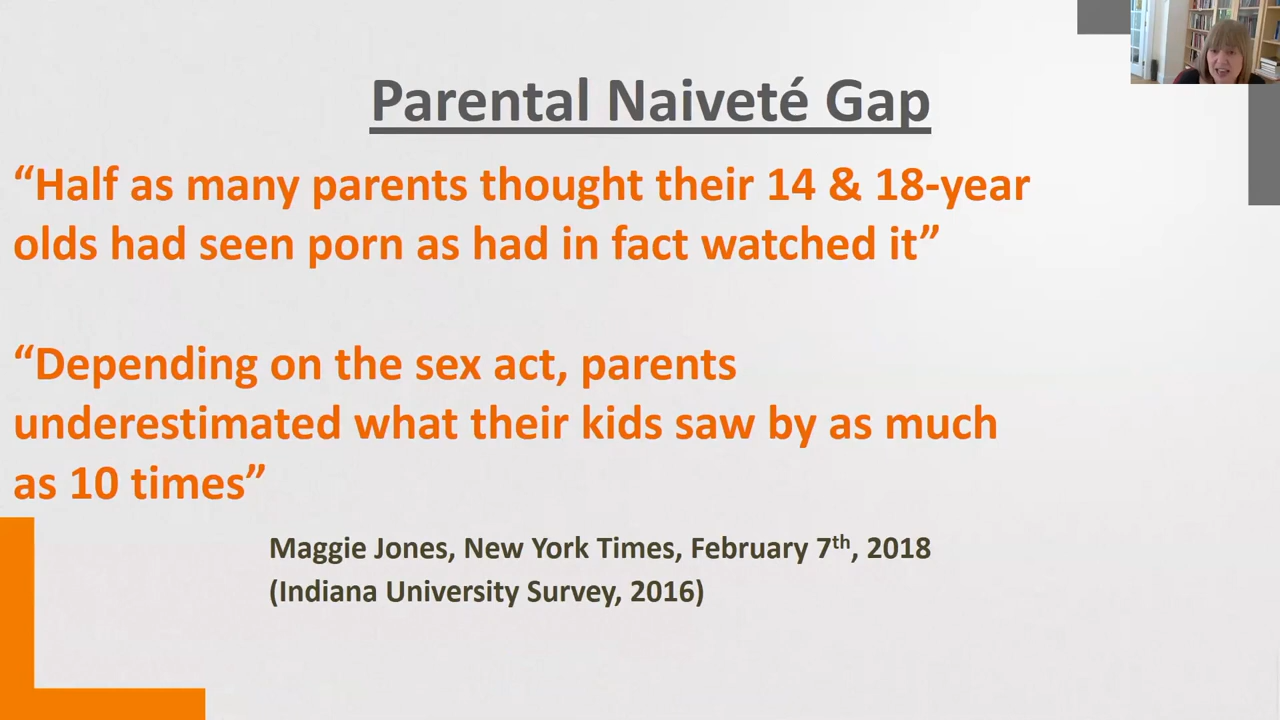 Parental Naiveté Gap
“Half as many parents thought their 14 & 18-year
olds had seen porn as had in fact watched it”
“Depending on the sex act, parents
underestimated what their kids saw by as much
as 10 times”
Maggie Jones, New York Times, February 7th, 2018
(Indiana University Survey, 2016)